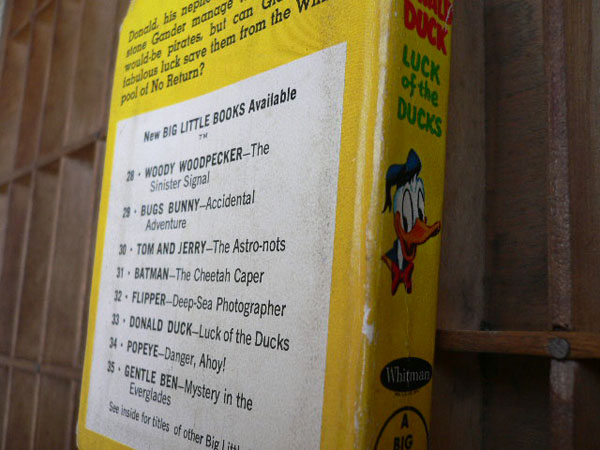 Donald, his
stone Gander manage
would-be pirates, but can
fabulous luck save them from the
pool of No Return?
New BIG LITTLE BOOKS Available
TM
28 • WOODY WOODPECKER—The
Sinister Signal
29 • BUGS BUNNY—Accidental
Adventure
30 • TOM AND JERRY—The Astro-nots
31 • BATMAN—The Cheetah Caper
32 • FLIPPER—Deep-Sea Photographer
33 • DONALD DUCK—Luck of the Ducks
34 • POPEYE—Danger, Ahoy!
35 • GENTLE BEN—Mystery in the
Everglades
See inside for titles of other Big
DUCK
LUCK
of the
DUCKS
Whitman
A
BIG